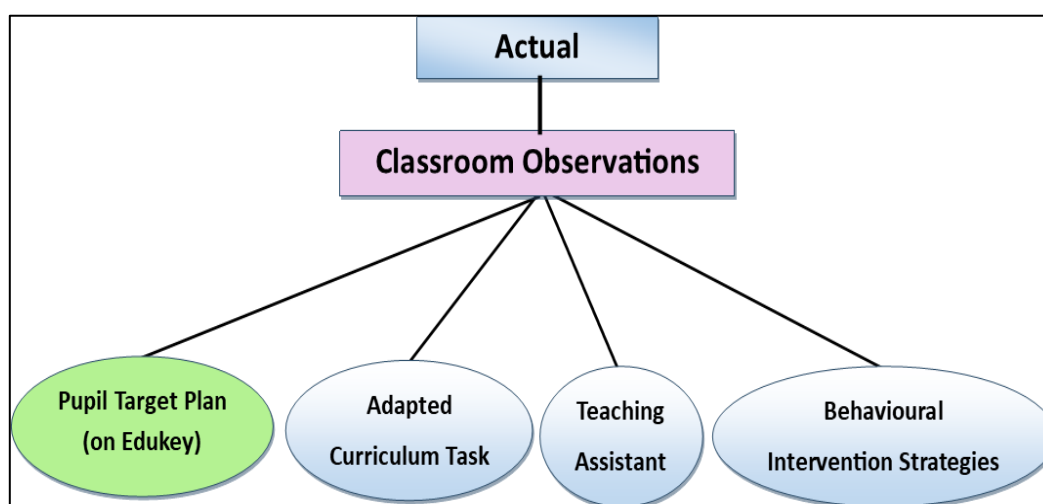 Actual
Classroom Observations
Pupil Target Plan
(on Edukey)
Adapted
Curriculum Task
Teaching
Assistant
Behavioural
Intervention Strategies